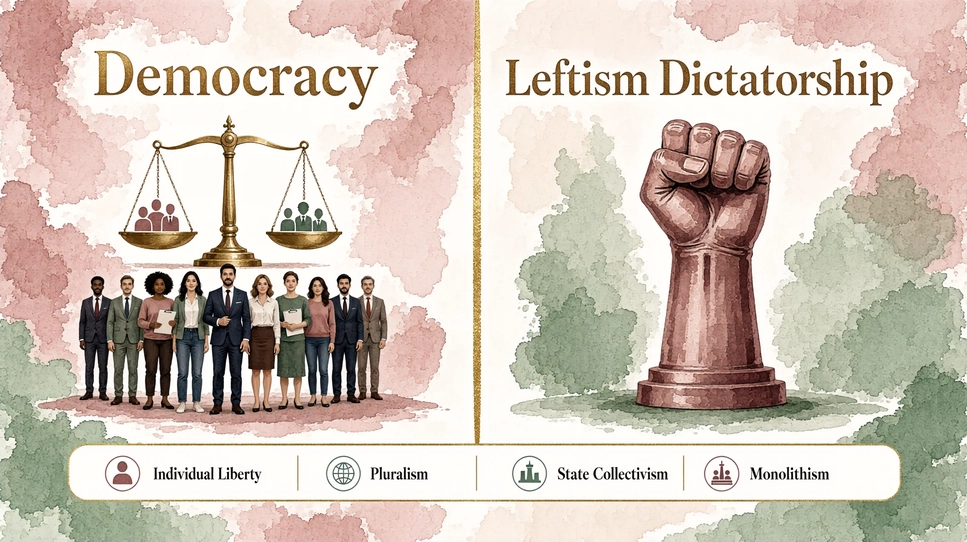 Democracy
Leftism Dictatorship
Individual Liberty
Pluralism
State Collectivism
Monolithism